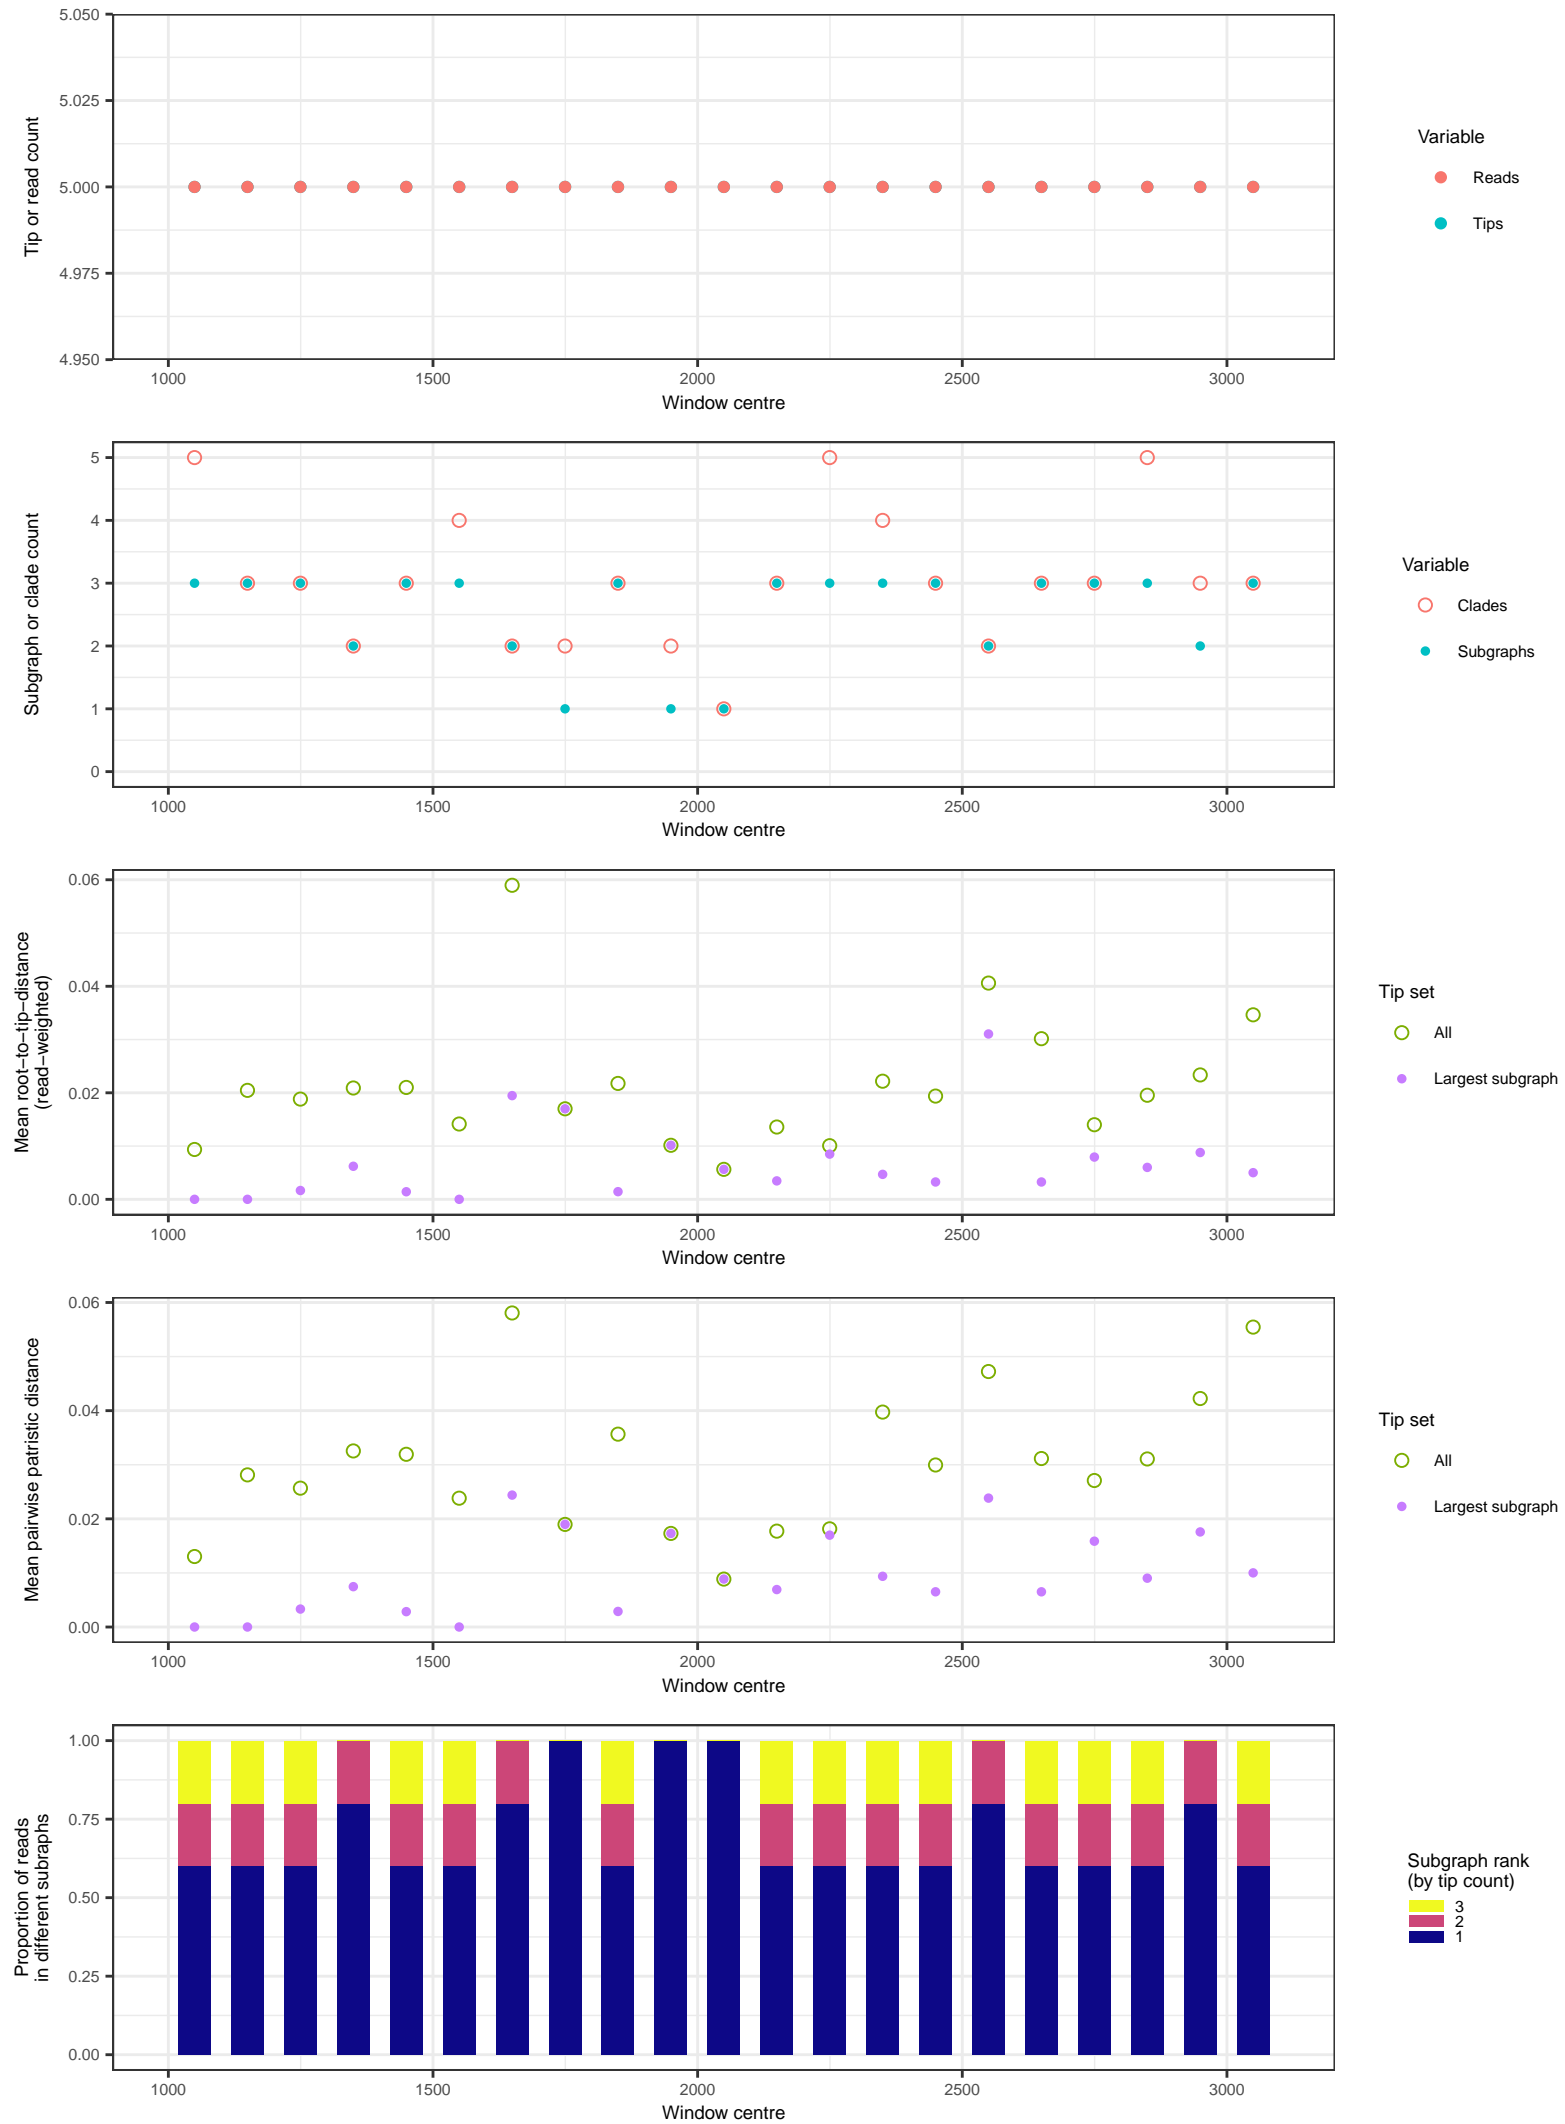 5.050
5.025
5.000
4.975
4.950
Tip or read count
1000 1500 2000 2500 3000
Window centre
Variable
Reads
Tips
5
4
3
2
1
0
Subgraph or clade count
1000 1500 2000 2500 3000
Window centre
Variable
Clades
Subgraphs
0.06
0.04
0.02
0.00
Mean root−to−tip−distance
(read−weighted)
1000 1500 2000 2500 3000
Window centre
Tip set
All
Largest subgraph
0.06
0.04
0.02
0.00
Mean pairwise patristic distance
1000 1500 2000 2500 3000
Window centre
Tip set
All
Largest subgraph
1.00
0.75
0.50
0.25
0.00
Proportion of reads
in different subraphs
1000 1500 2000 2500 3000
Window centre
Subgraph rank
(by tip count)
3
2
1